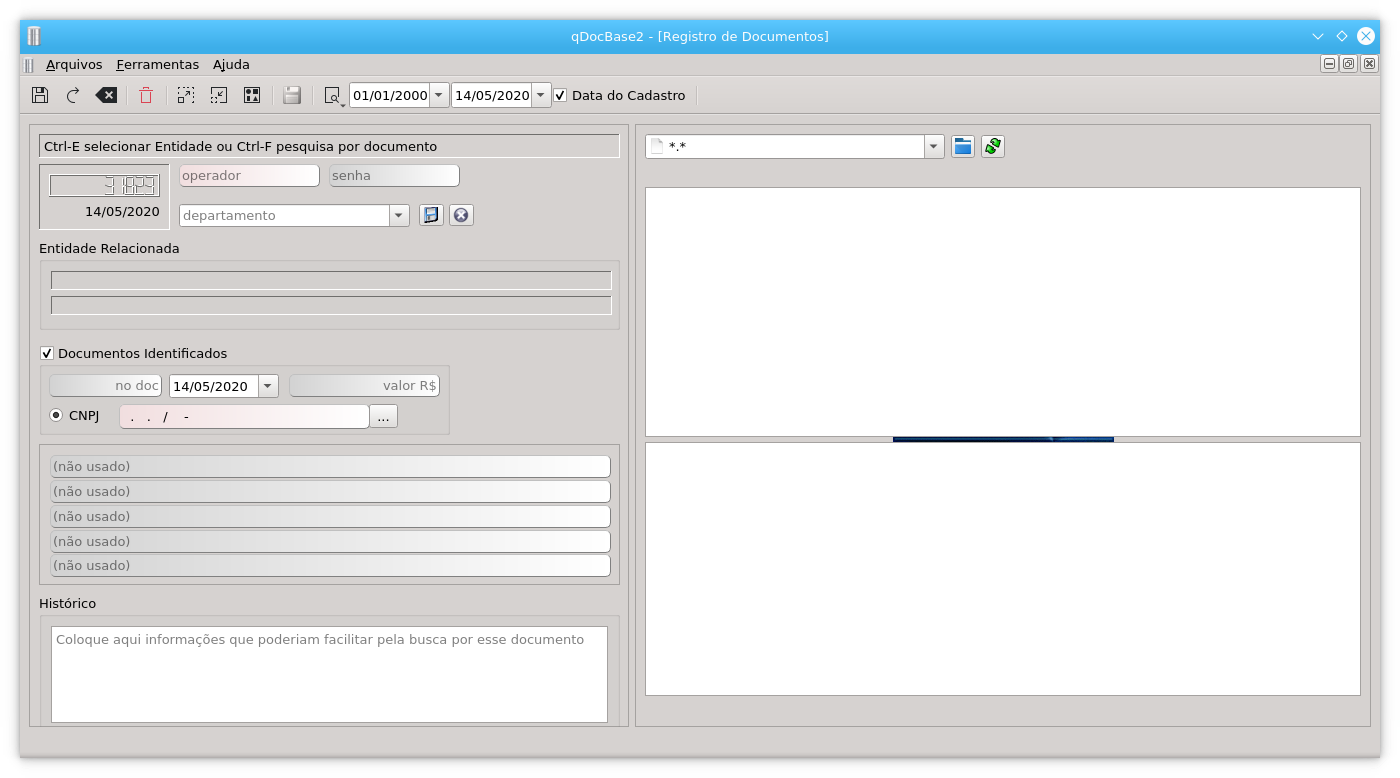 qDocBase2 - [Registro de Documentos]
Arquivos Ferramentas Ajuda
01/01/2000 14/05/2020 Data do Cadastro
Ctrl-E selecionar Entidade ou Ctrl-F pesquisa por documento
*.*
operador senha
14/05/2020
departamento
Entidade Relacionada
Documentos Identificados
no doc 14/05/2020 valor R$
CNPJ . . / - ...
(não usado)
(não usado)
(não usado)
(não usado)
(não usado)
Histórico
Coloque aqui informações que poderiam facilitar pela busca por esse documento